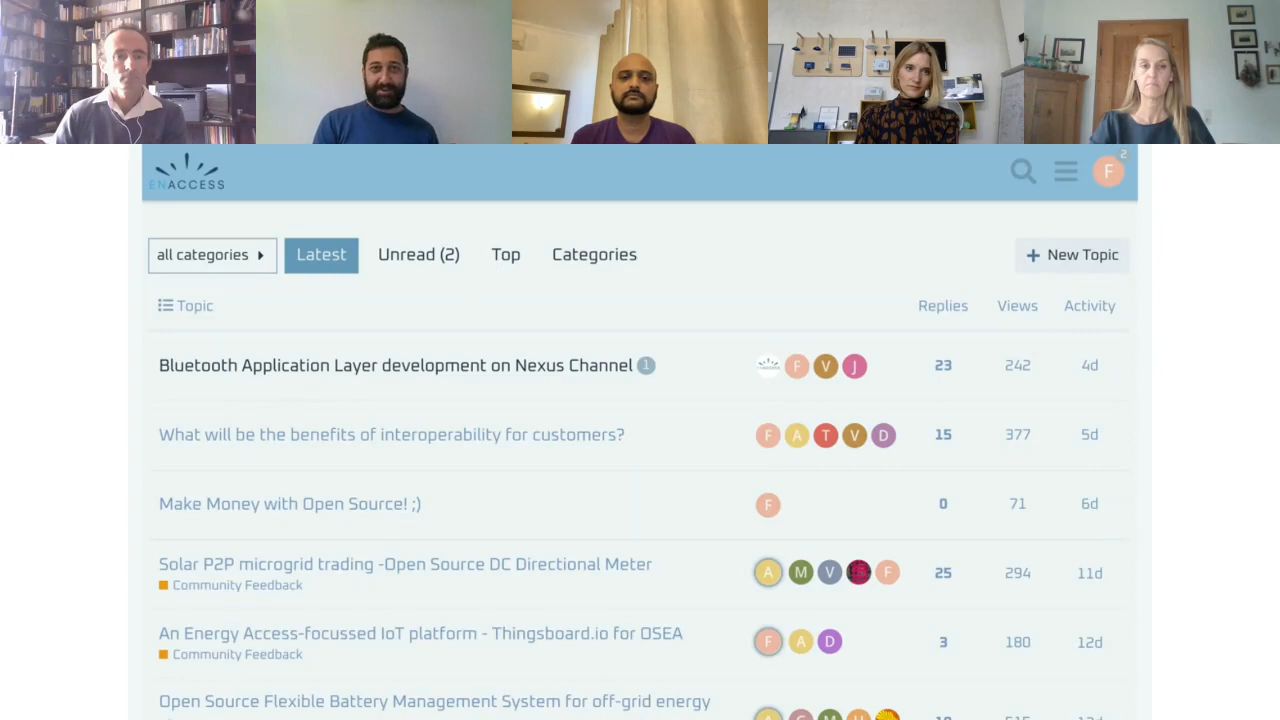 ENACCESS
2
F
all categories
Latest
Unread (2)
Top
Categories
+ New Topic
Topic
Replies
Views
Activity
Bluetooth Application Layer development on Nexus Channel 1
F V J
23
242
4d
What will be the benefits of interoperability for customers?
F A T V D
15
377
5d
Make Money with Open Source! ;)
F
0
71
6d
Solar P2P microgrid trading -Open Source DC Directional Meter
Community Feedback
A M V F
25
294
11d
An Energy Access-focussed IoT platform - Thingsboard.io for OSEA
Community Feedback
F A D
3
180
12d
Open Source Flexible Battery Management System for off-grid energy